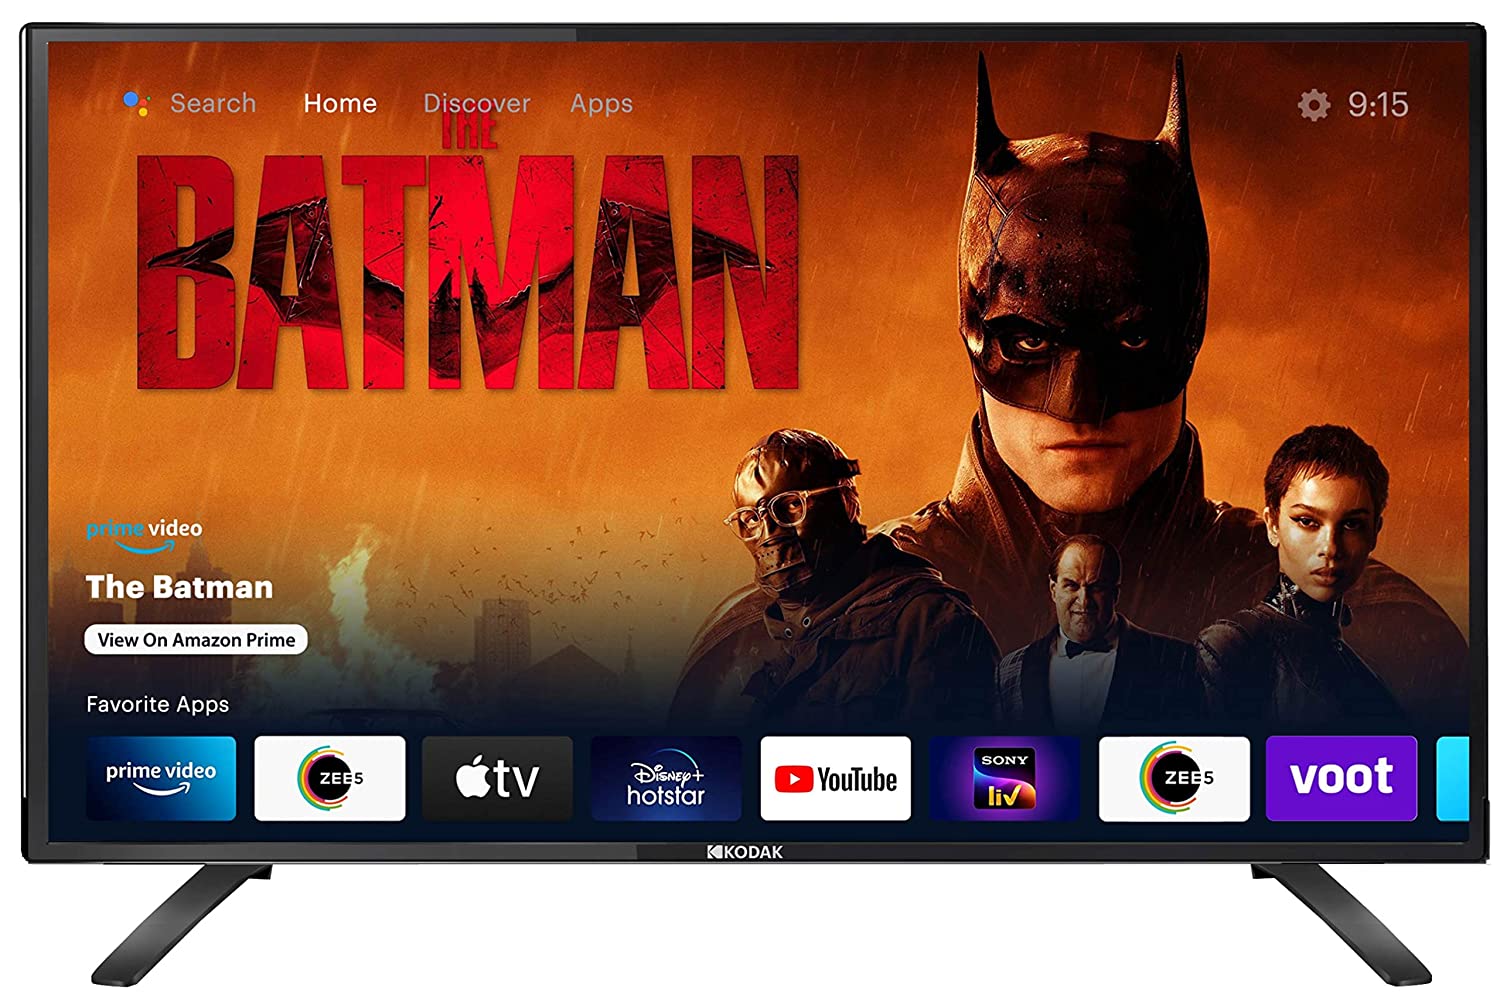 Search Home Discover Apps 9:15
THE
BATMAN
prime video
The Batman
View On Amazon Prime
Favorite Apps
prime video ZEE5 tv Disney+ hotstar YouTube SONY liv ZEE5 voot
KODAK